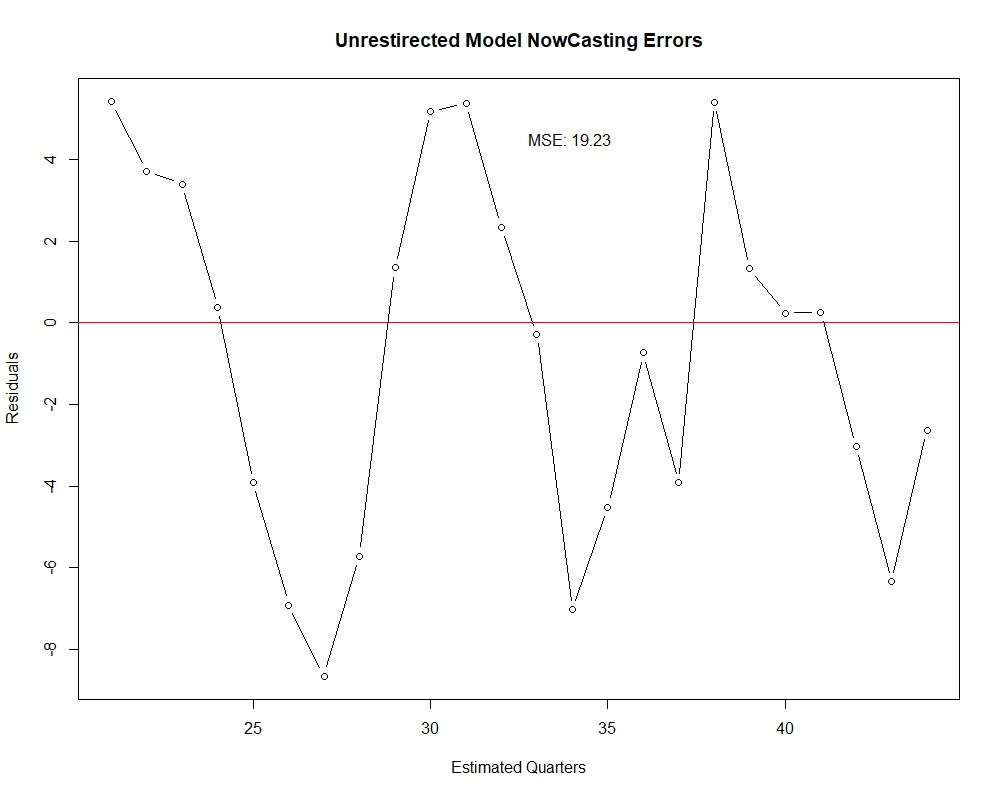 Unrestirected Model NowCasting Errors
MSE: 19.23
Residuals
4
2
0
-2
-4
-6
-8
25 30 35 40
Estimated Quarters